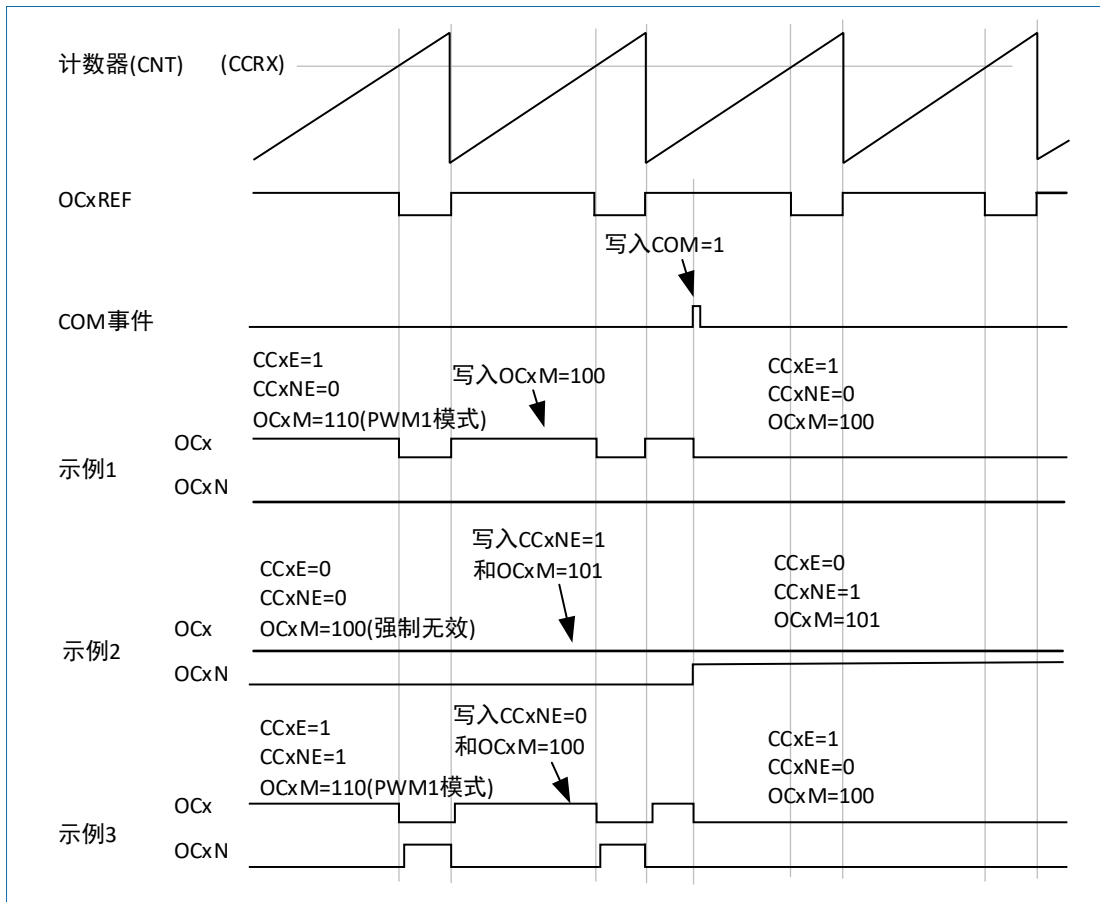 计数器(CNT) (CCRX)
OCxREF
写入COM=1
COM事件
CCxE=1
CCxNE=0
OCxM=110(PWM1模式)
写入OCxM=100
CCxE=1
CCxNE=0
OCxM=100
OCx
示例1
OCxN
写入CCxNE=1
和OCxM=101
CCxE=0
CCxNE=0
OCxM=100(强制无效)
CCxE=0
CCxNE=1
OCxM=101
OCx
示例2
OCxN
CCxE=1
CCxNE=1
OCxM=110(PWM1模式)
写入CCxNE=0
和OCxM=100
CCxE=1
CCxNE=0
OCxM=100
OCx
示例3
OCxN